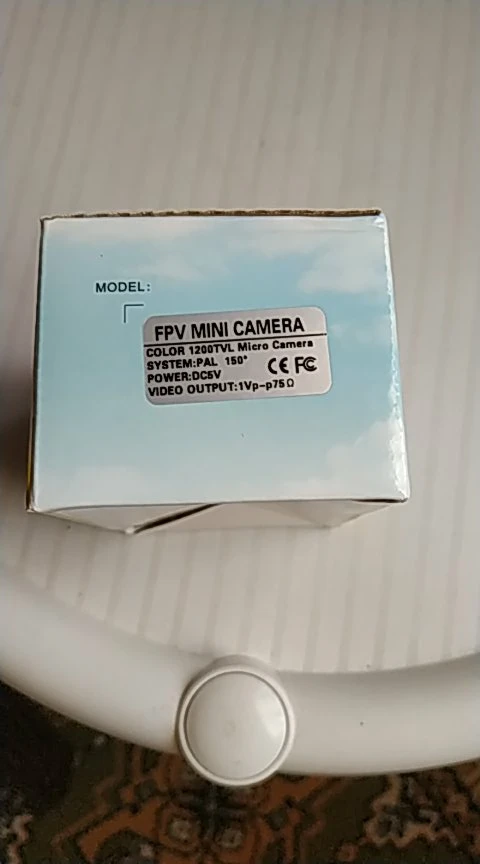 MODEL:
FPV MINI CAMERA
COLOR 1200TVL Micro Camera
SYSTEM:PAL 150°
CE FC
POWER:DC5V
VIDEO OUTPUT:1Vp-p75Ω